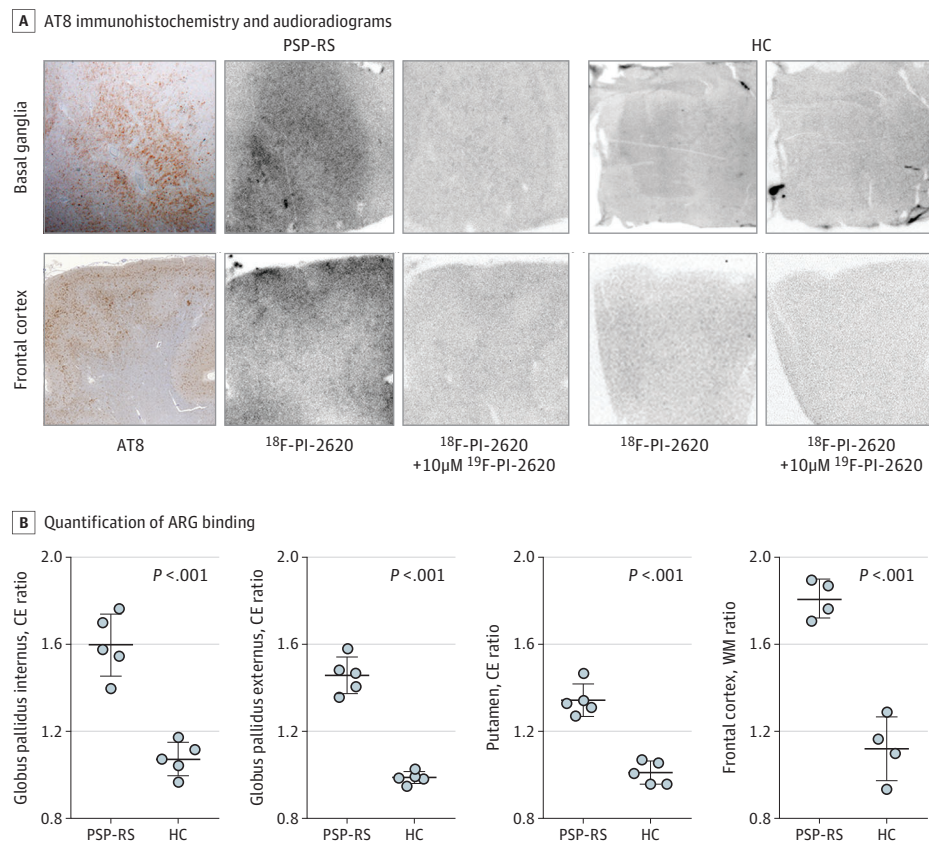 A AT8 immunohistochemistry and audioradiograms
PSP-RS
HC
Basal ganglia
Frontal cortex
AT8
¹⁸F-PI-2620
¹⁸F-PI-2620
+10μM ¹⁹F-PI-2620
¹⁸F-PI-2620
¹⁸F-PI-2620
+10μM ¹⁹F-PI-2620
B Quantification of ARG binding
Globus pallidus internus, CE ratio
2.0
1.6
1.2
0.8
P <.001
PSP-RS
HC
Globus pallidus externus, CE ratio
2.0
1.6
1.2
0.8
P <.001
PSP-RS
HC
Putamen, CE ratio
2.0
1.6
1.2
0.8
P <.001
PSP-RS
HC
Frontal cortex, WM ratio
2.0
1.6
1.2
0.8
P <.001
PSP-RS
HC